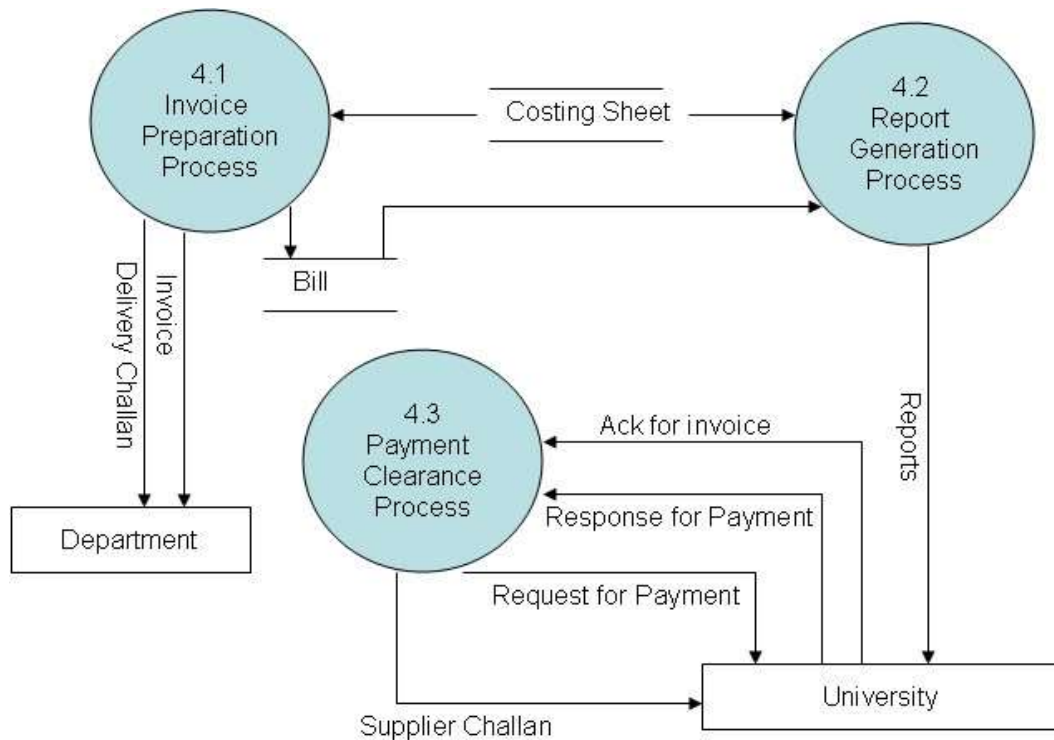 4.1
Invoice
Preparation
Process
Costing Sheet
4.2
Report
Generation
Process
Bill
Delivery Challan
Invoice
Department
4.3
Payment
Clearance
Process
Ack for invoice
Response for Payment
Request for Payment
Supplier Challan
Reports
University